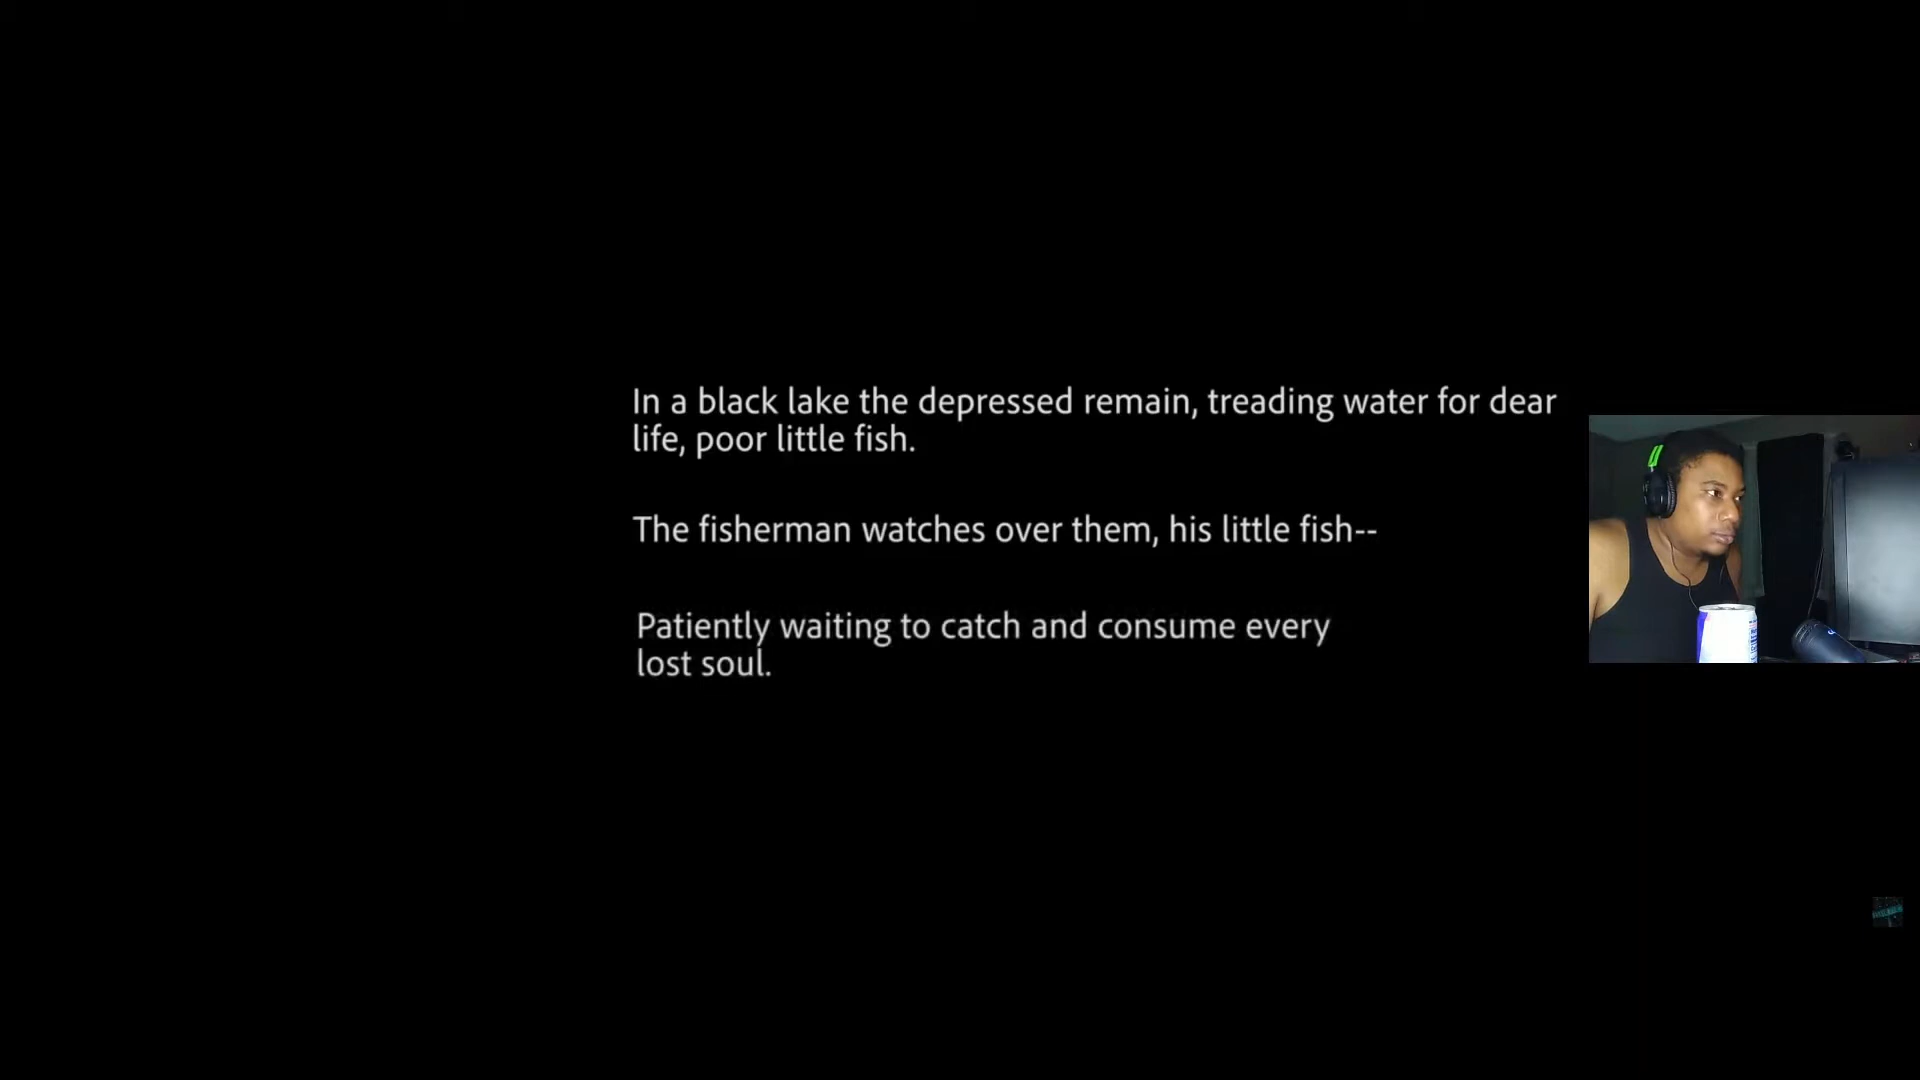 In a black lake the depressed remain, treading water for dear
life, poor little fish.
The fisherman watches over them, his little fish--
Patiently waiting to catch and consume every
lost soul.